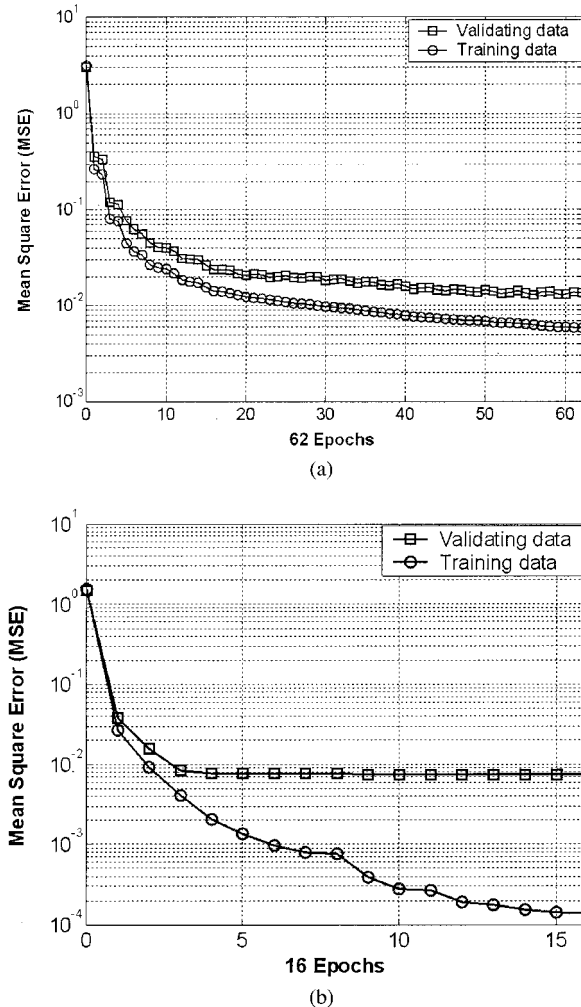 10^1
Validating data
Training data
10^0
10^-1
10^-2
10^-3
Mean Square Error (MSE)
0 10 20 30 40 50 60
62 Epochs
(a)
10^1
Validating data
Training data
10^0
10^-1
10^-2
10^-3
10^-4
Mean Square Error (MSE)
0 5 10 15
16 Epochs
(b)